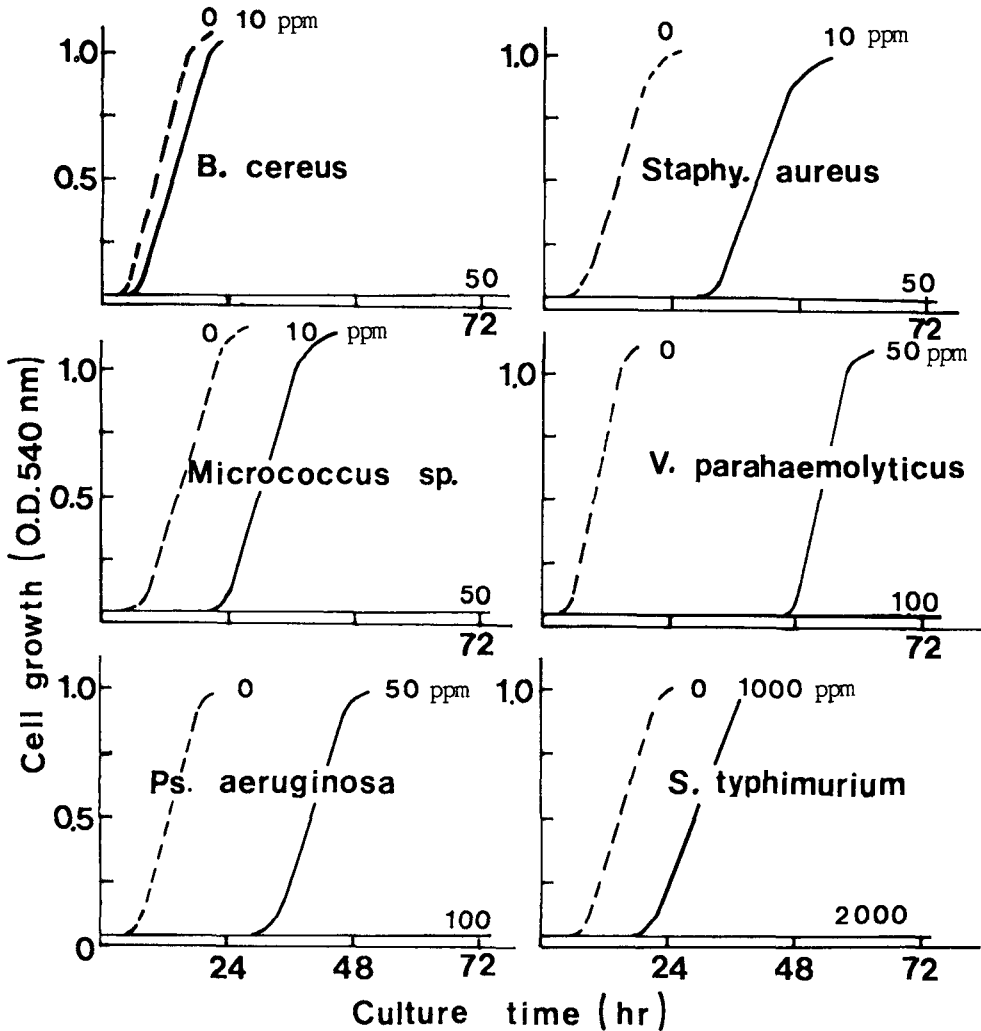 0 10 ppm
1.0
0.5
B. cereus
50
72
0
10 ppm
1.0
Staphy. aureus
50
72
0 10 ppm
1.0
0.5
Micrococcus sp.
50
72
0
50 ppm
1.0
V. parahaemolyticus
100
72
0
50 ppm
1.0
0.5
0
Ps. aeruginosa
100
24 48 72
0 1000 ppm
1.0
S. typhimurium
2000
24 48 72
Cell growth (O.D. 540 nm)
Culture time (hr)